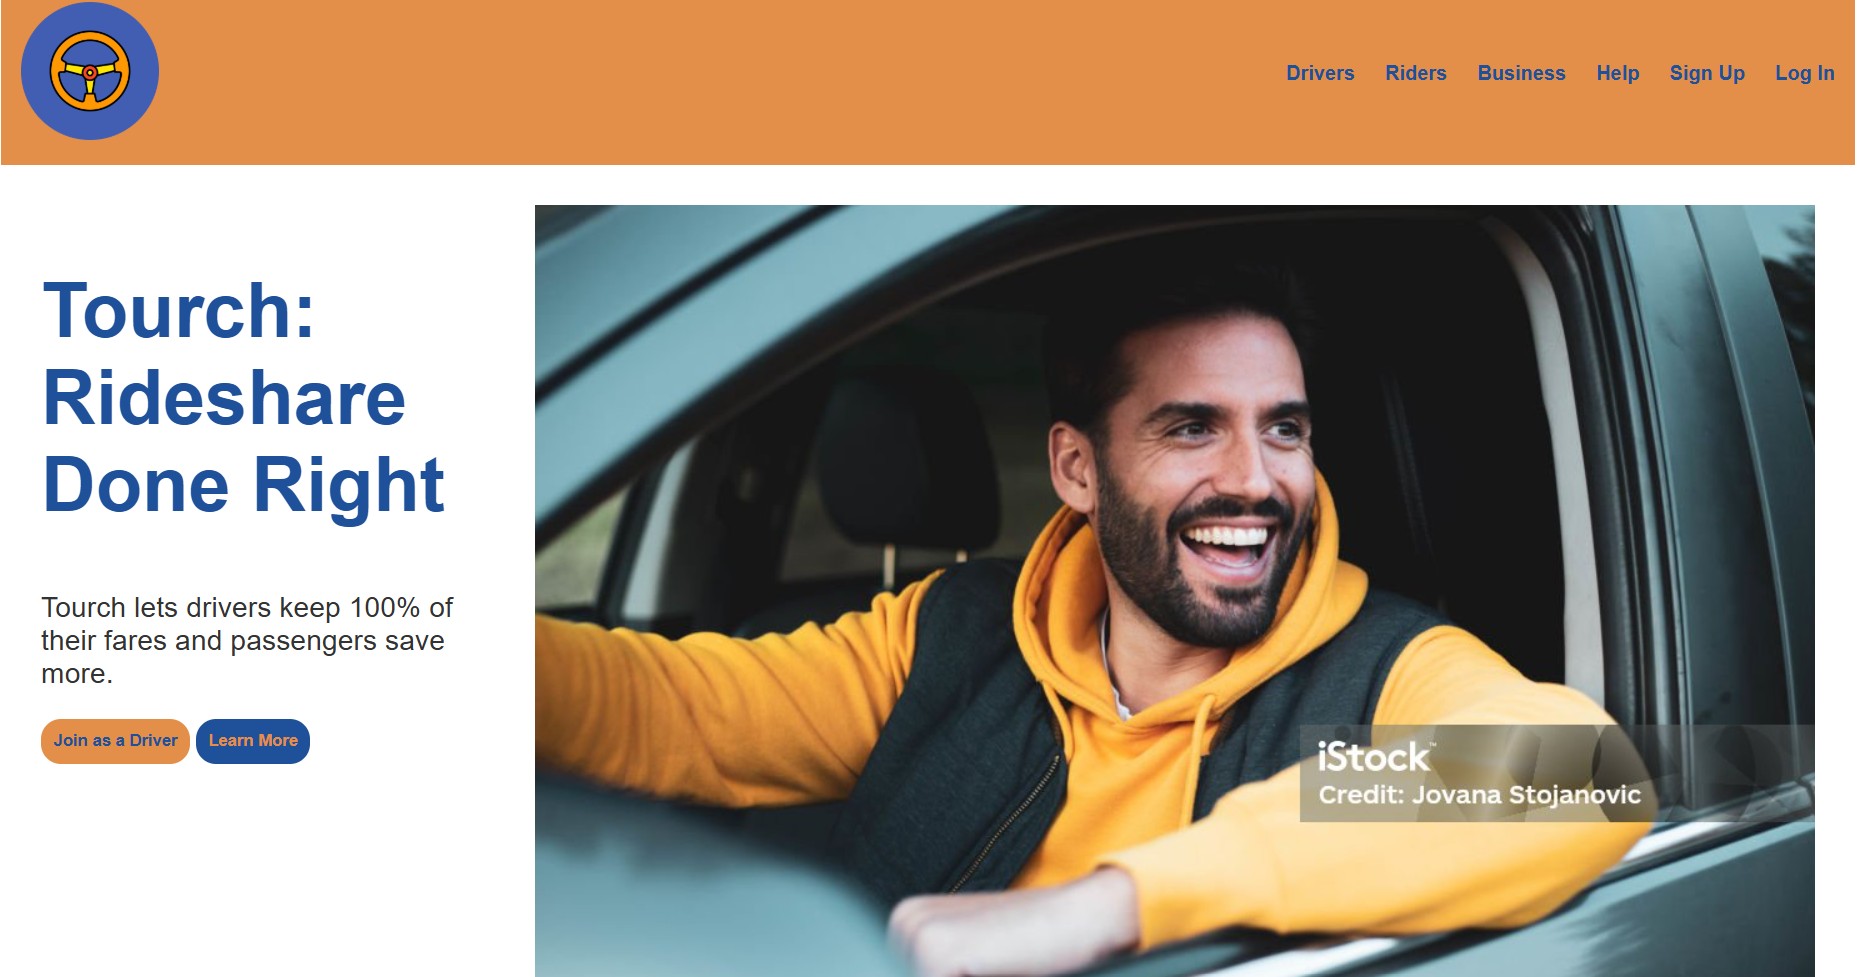 Drivers Riders Business Help Sign Up Log In
Tourch:
Rideshare
Done Right
Tourch lets drivers keep 100% of
their fares and passengers save
more.
Join as a Driver Learn More
iStock™
Credit: Jovana Stojanovic